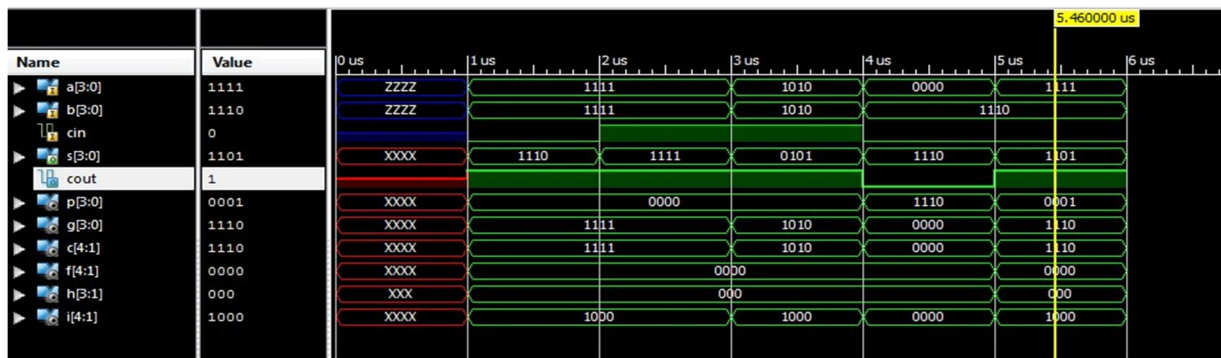 5.460000 us
Name Value 0 us 1 us 2 us 3 us 4 us 5 us 6 us
a[3:0] 1111 ZZZZ 1111 1010 0000 1111
b[3:0] 1110 ZZZZ 1111 1010 1110
cin 0
s[3:0] 1101 XXXX 1110 1111 0101 1110 1101
cout 1
p[3:0] 0001 XXXX 0000 1110 0001
g[3:0] 1110 XXXX 1111 1010 0000 1110
c[4:1] 1110 XXXX 1111 1010 0000 1110
f[4:1] 0000 XXXX 0000 0000
h[3:1] 000 XXX 000 000
i[4:1] 1000 XXXX 1000 1000 0000 1000